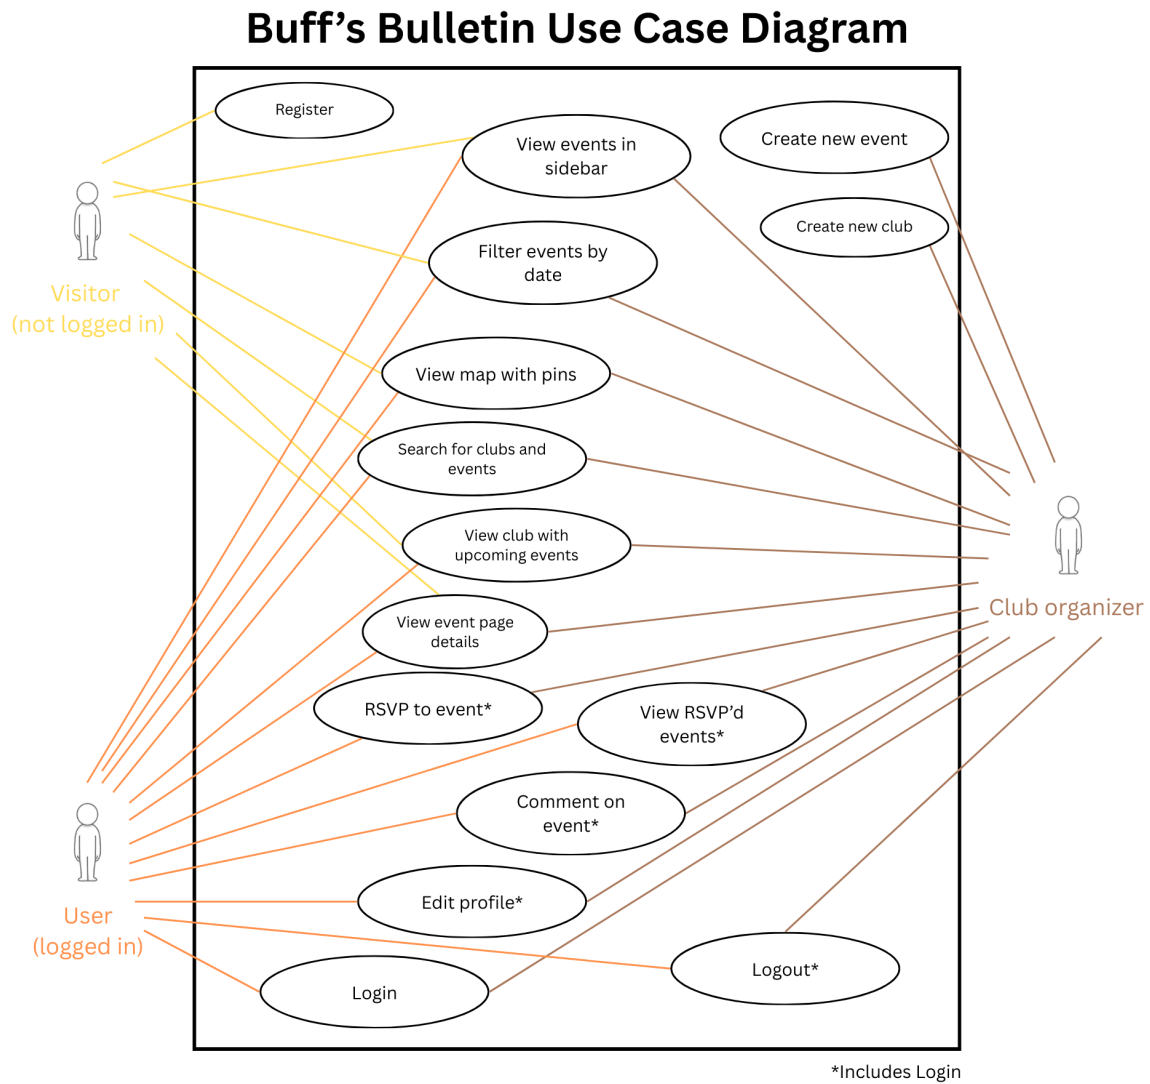 Buff’s Bulletin Use Case Diagram
Register
View events in
sidebar
Create new event
Create new club
Filter events by
date
Visitor
(not logged in)
View map with pins
Search for clubs and
events
View club with
upcoming events
Club organizer
View event page
details
RSVP to event*
View RSVP’d
events*
Comment on
event*
Edit profile*
User
(logged in)
Logout*
Login
*Includes Login